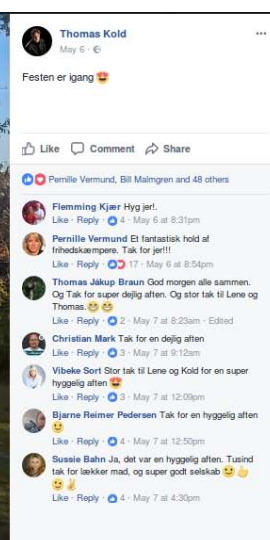 Thomas Kold
May 6 ·
Festen er igang 😍
Like Comment Share
Pernille Vermund, Bill Malmgren and 48 others
Flemming Kjær Hyg jer!.
Like · Reply · 4 · May 6 at 8:31pm
Pernille Vermund Et fantastisk hold af
frihedskæmpere. Tak for jer!!!
Like · Reply · 17 · May 6 at 8:54pm
Thomas Jákup Braun God morgen alle sammen.
Og Tak for super dejlig aften. Og stor tak til Lene og
Thomas.😁😁
Like · Reply · 2 · May 7 at 8:23am · Edited
Christian Mark Tak for en dejlig aften
Like · Reply · 3 · May 7 at 9:12am
Vibeke Sort Stor tak til Lene og Kold for en super
hyggelig aften 😍
Like · Reply · 3 · May 7 at 12:09pm
Bjarne Reimer Pedersen Tak for en hyggelig aften
🙂
Like · Reply · 4 · May 7 at 12:50pm
Sussie Bahn Ja, det var en hyggelig aften. Tusind
tak for lækker mad, og super godt selskab 🙂👍
😉✌
Like · Reply · 4 · May 7 at 4:30pm